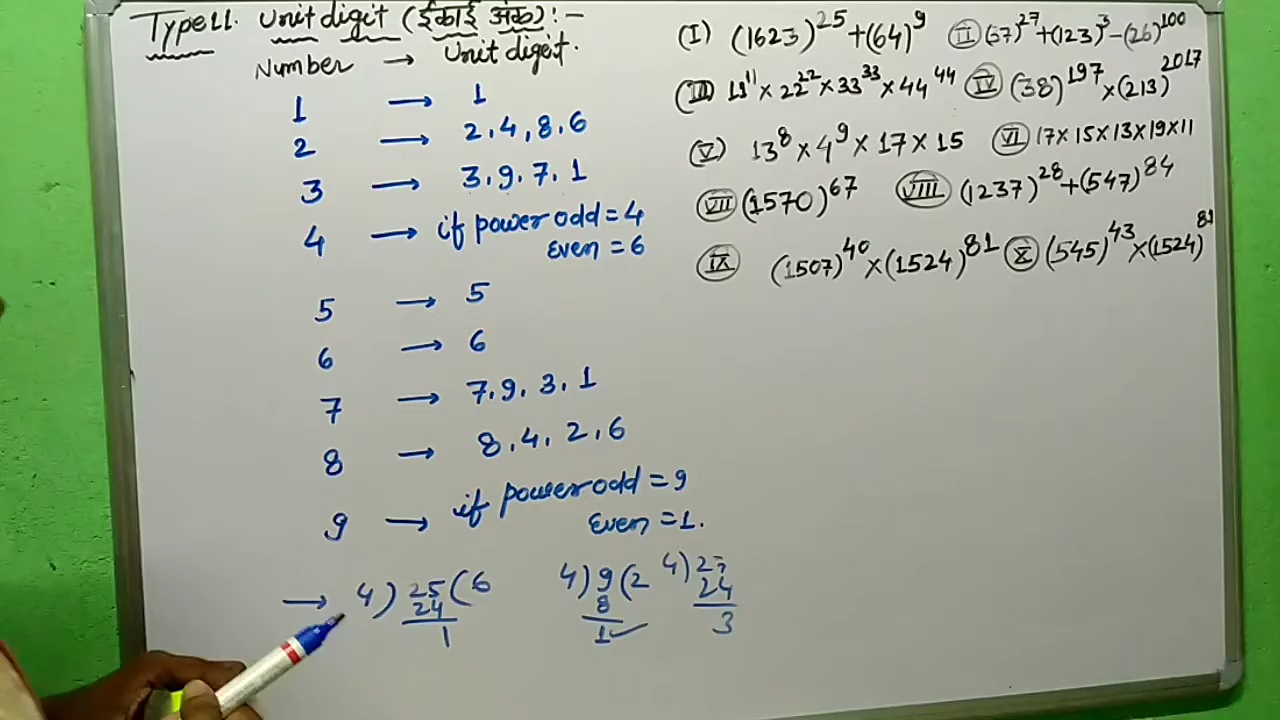 Type 11. Unit digit (ईकाई अंक) :-
Number → Unit digit.
1 → 1
2 → 2, 4, 8, 6
3 → 3, 9, 7, 1
4 → if power odd = 4
Even = 6
5 → 5
6 → 6
7 → 7, 9, 3, 1
8 → 8, 4, 2, 6
9 → if power odd = 9
Even = 1.
→ 4) 25 (6
24
1
4) 9 (2
8
1 ✓
4) 27
24
3
(I) (1623)^25 + (64)^9 (II) (57)^27 + (123)^3 - (26)^100
(III) 11^11 × 22^22 × 33^33 × 44^44 (IV) (38)^197 × (213)^2017
(V) 13^8 × 4^9 × 17 × 15 (VI) 17 × 15 × 13 × 19 × 11
(VII) (1570)^67 (VIII) (1237)^28 + (547)^84
(IX) (1507)^40 × (1524)^81 (X) (545)^43 × (1524)^81